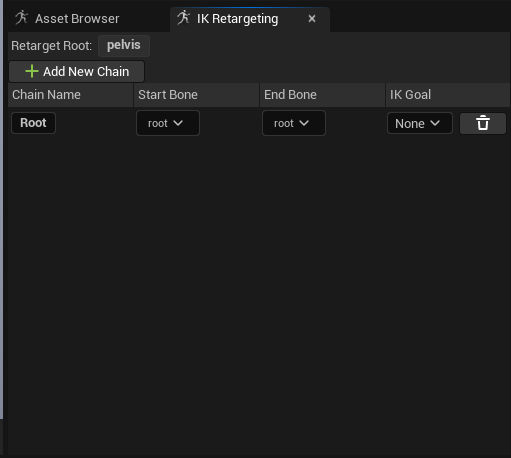 Asset Browser
IK Retargeting
Retarget Root: pelvis
Add New Chain
Chain Name Start Bone End Bone IK Goal
Root root root None